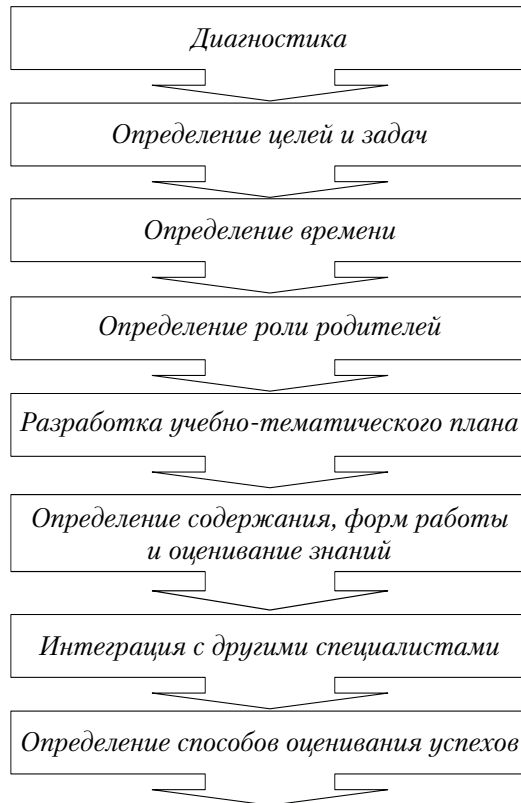 Диагностика
Определение целей и задач
Определение времени
Определение роли родителей
Разработка учебно-тематического плана
Определение содержания, форм работы
и оценивание знаний
Интеграция с другими специалистами
Определение способов оценивания успехов